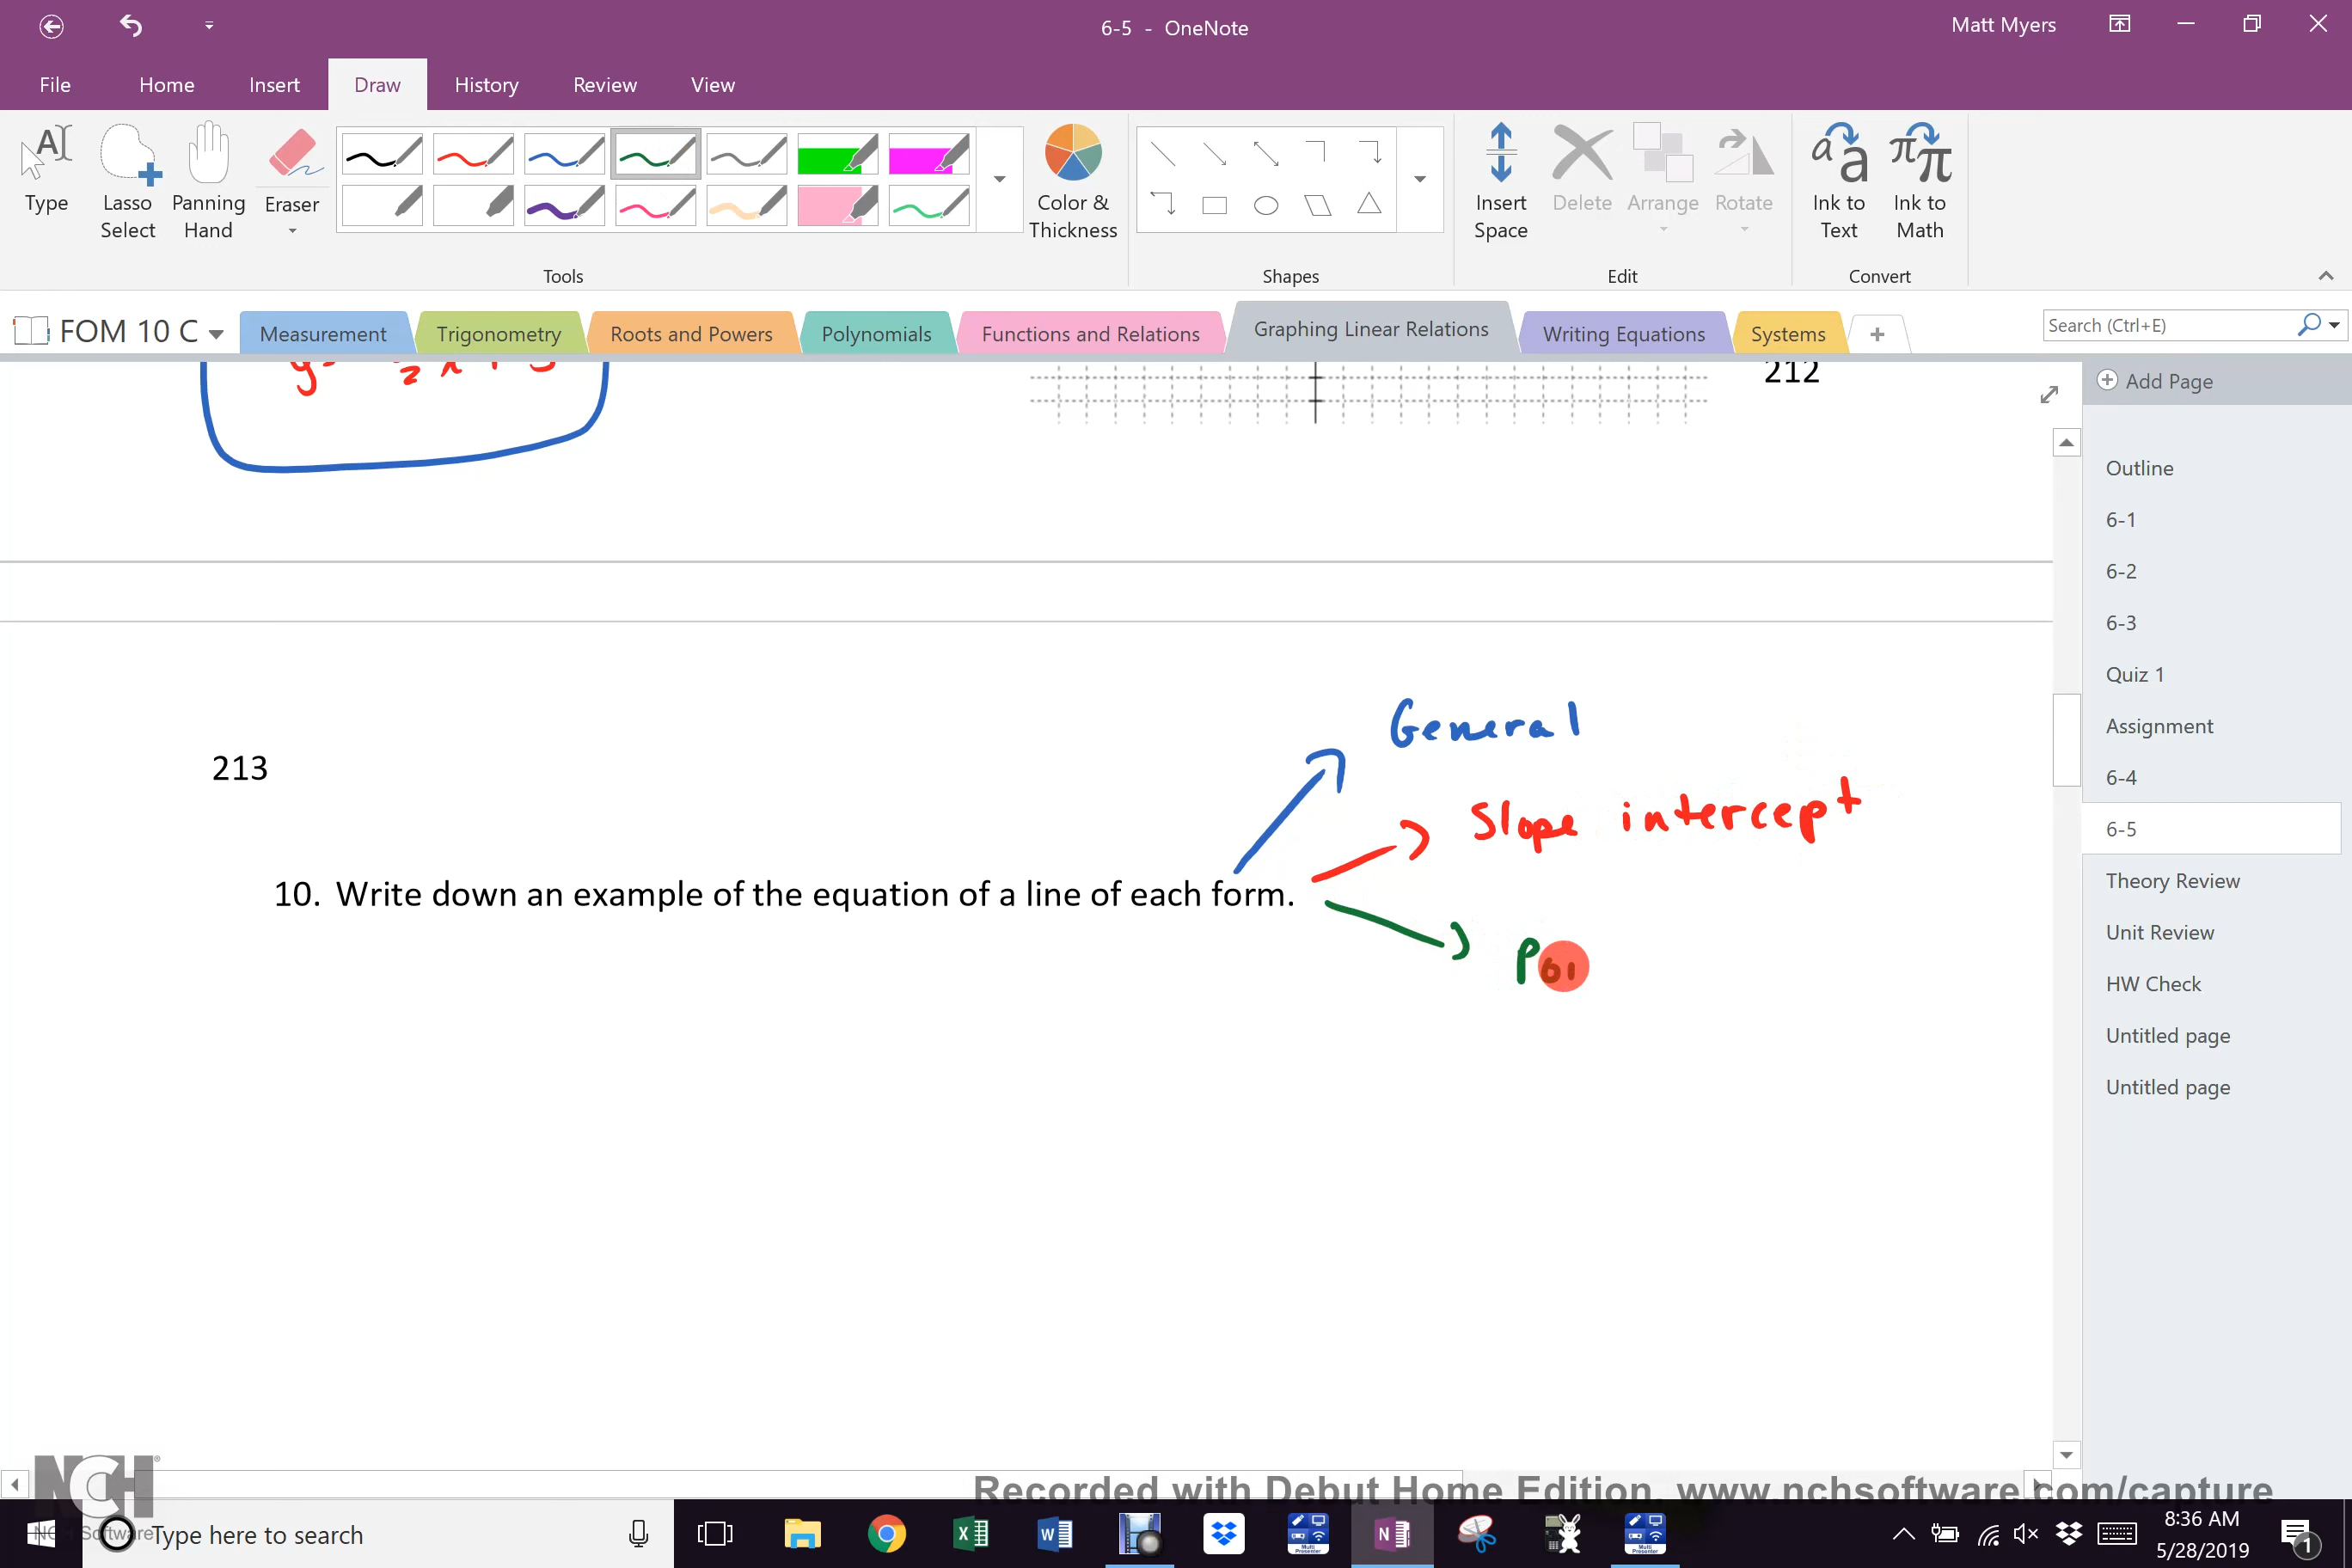 6-5 - OneNote
Matt Myers
File Home Insert Draw History Review View
Type
Lasso Select
Panning Hand
Eraser
Color & Thickness
Insert Space
Delete
Arrange
Rotate
Ink to Text
Ink to Math
Tools
Shapes
Edit
Convert
FOM 10 C
Measurement
Trigonometry
Roots and Powers
Polynomials
Functions and Relations
Graphing Linear Relations
Writing Equations
Systems
Search (Ctrl+E)
212
Add Page
Outline
6-1
6-2
6-3
Quiz 1
Assignment
6-4
6-5
Theory Review
Unit Review
HW Check
Untitled page
Untitled page
213
General
Slope intercept
10. Write down an example of the equation of a line of each form.
Poi
NCH
NCH Software
Recorded with Debut Home Edition. www.nchsoftware.com/capture
Type here to search
8:36 AM
5/28/2019
1